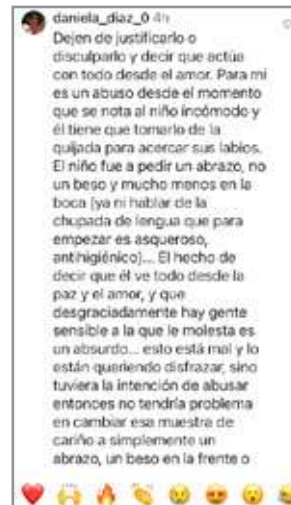 daniela_diaz_0 4h
Dejen de justificarlo o
disculparlo y decir que actúa
con todo desde el amor. Para mi
es un abuso desde el momento
que se nota al niño incómodo y
él tiene que tomarlo de la
quijada para acercar sus labios.
El niño fue a pedir un abrazo, no
un beso y mucho menos en la
boca (ya ni hablar de la
chupada de lengua que para
empezar es asqueroso,
antihigiénico)... El hecho de
decir que él ve todo desde la
paz y el amor, y que
desgraciadamente hay gente
sensible a la que le molesta es
un absurdo... esto está mal y lo
están queriendo disfrazar, sino
tuviera la intención de abusar
entonces no tendría problema
en cambiar esa muestra de
cariño a simplemente un
abrazo, un beso en la frente o